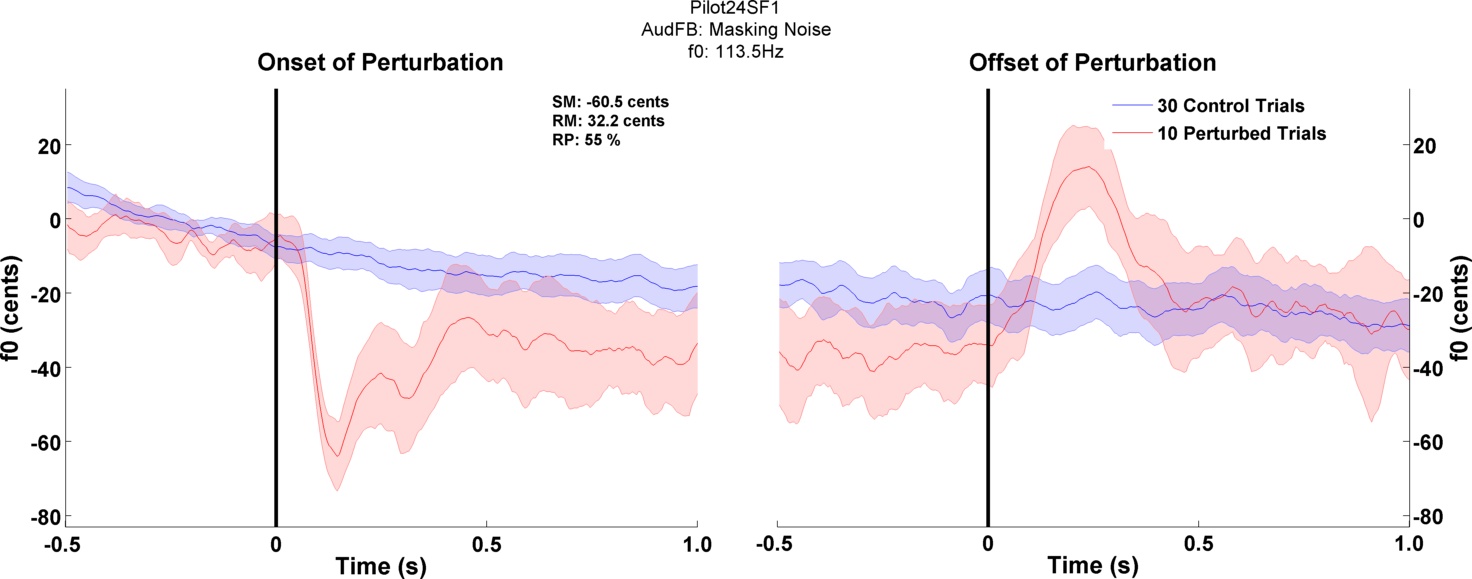 Pilot24SF1
AudFB: Masking Noise
f0: 113.5Hz
Onset of Perturbation
SM: -60.5 cents
RM: 32.2 cents
RP: 55 %
f0 (cents)
20
0
-20
-40
-60
-80
-0.5
0
0.5
1.0
Time (s)
Offset of Perturbation
30 Control Trials
10 Perturbed Trials
20
0
-20
-40
-60
-80
f0 (cents)
-0.5
0
0.5
1.0
Time (s)